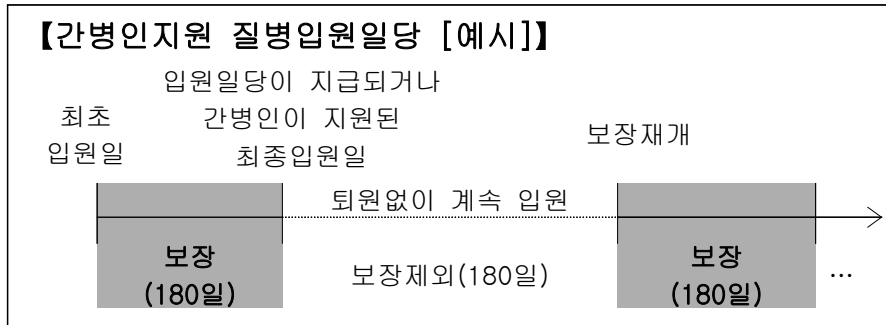 【간병인지원 질병입원일당 [예시]】
입원일당이 지급되거나
간병인이 지원된
최종입원일
최초
입원일
보장재개
퇴원없이 계속 입원
보장
(180일)
보장제외(180일)
보장
(180일)
…